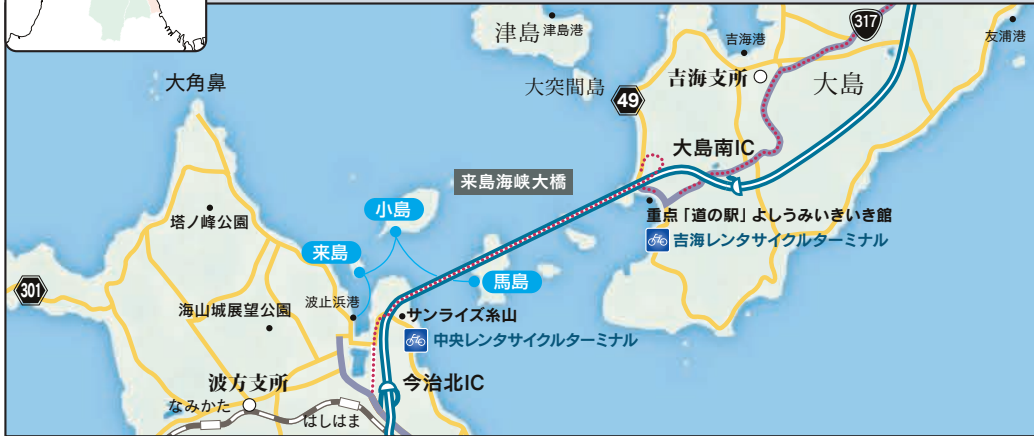 317
津島
津島港
吉海港
友浦港
吉海支所
大島
大角鼻
大突間島
49
大島南IC
来島海峡大橋
小島
重点「道の駅」よしうみいきいき館
塔ノ峰公園
吉海レンタサイクルターミナル
来島
馬島
301
海山城展望公園
波止浜港
サンライズ糸山
中央レンタサイクルターミナル
波方支所
今治北IC
なみかた
はしはま